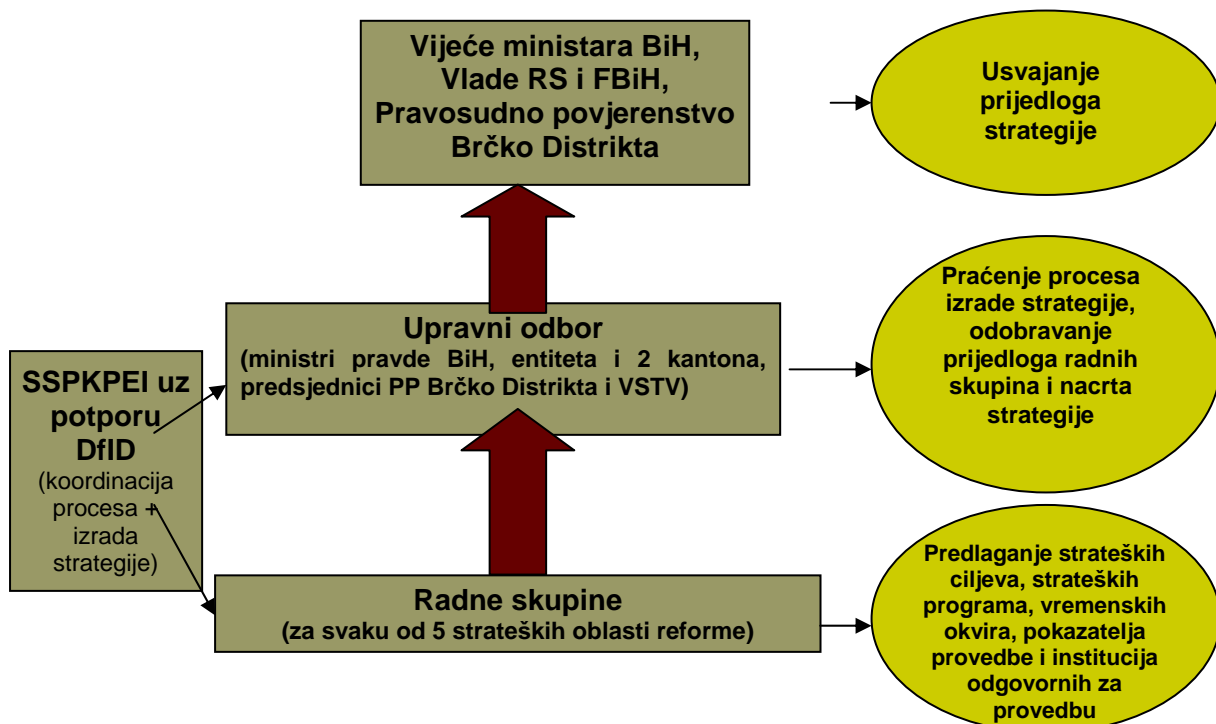 Vijeće ministara BiH,
Vlade RS i FBiH,
Pravosudno povjerenstvo
Brčko Distrikta
Usvajanje
prijedloga
strategije
Upravni odbor
(ministri pravde BiH, entiteta i 2 kantona,
predsjednici PP Brčko Distrikta i VSTV)
Praćenje procesa
izrade strategije,
odobravanje
prijedloga radnih
skupina i nacrta
strategije
SSPKPEI uz
potporu
DfID
(koordinacija
procesa +
izrada
strategije)
Radne skupine
(za svaku od 5 strateških oblasti reforme)
Predlaganje strateških
ciljeva, strateških
programa, vremenskih
okvira, pokazatelja
provedbe i institucija
odgovornih za
provedbu